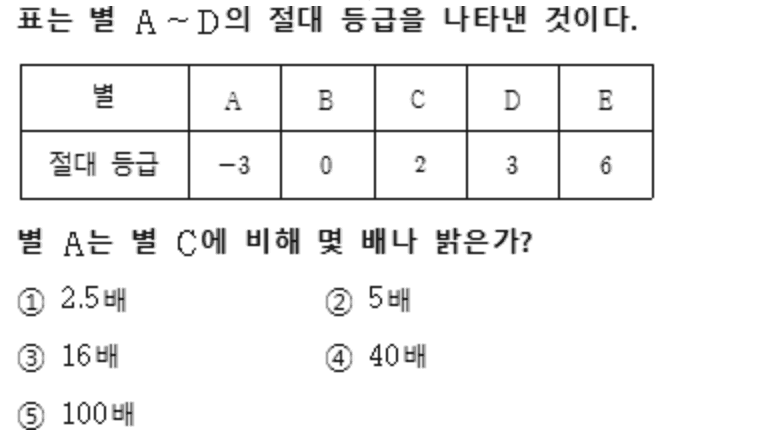 표는 별 A ~ D의 절대 등급을 나타낸 것이다.
별 A B C D E
절대 등급 −3 0 2 3 6
별 A는 별 C에 비해 몇 배나 밝은가?
① 2.5배 ② 5배
③ 16배 ④ 40배
⑤ 100배